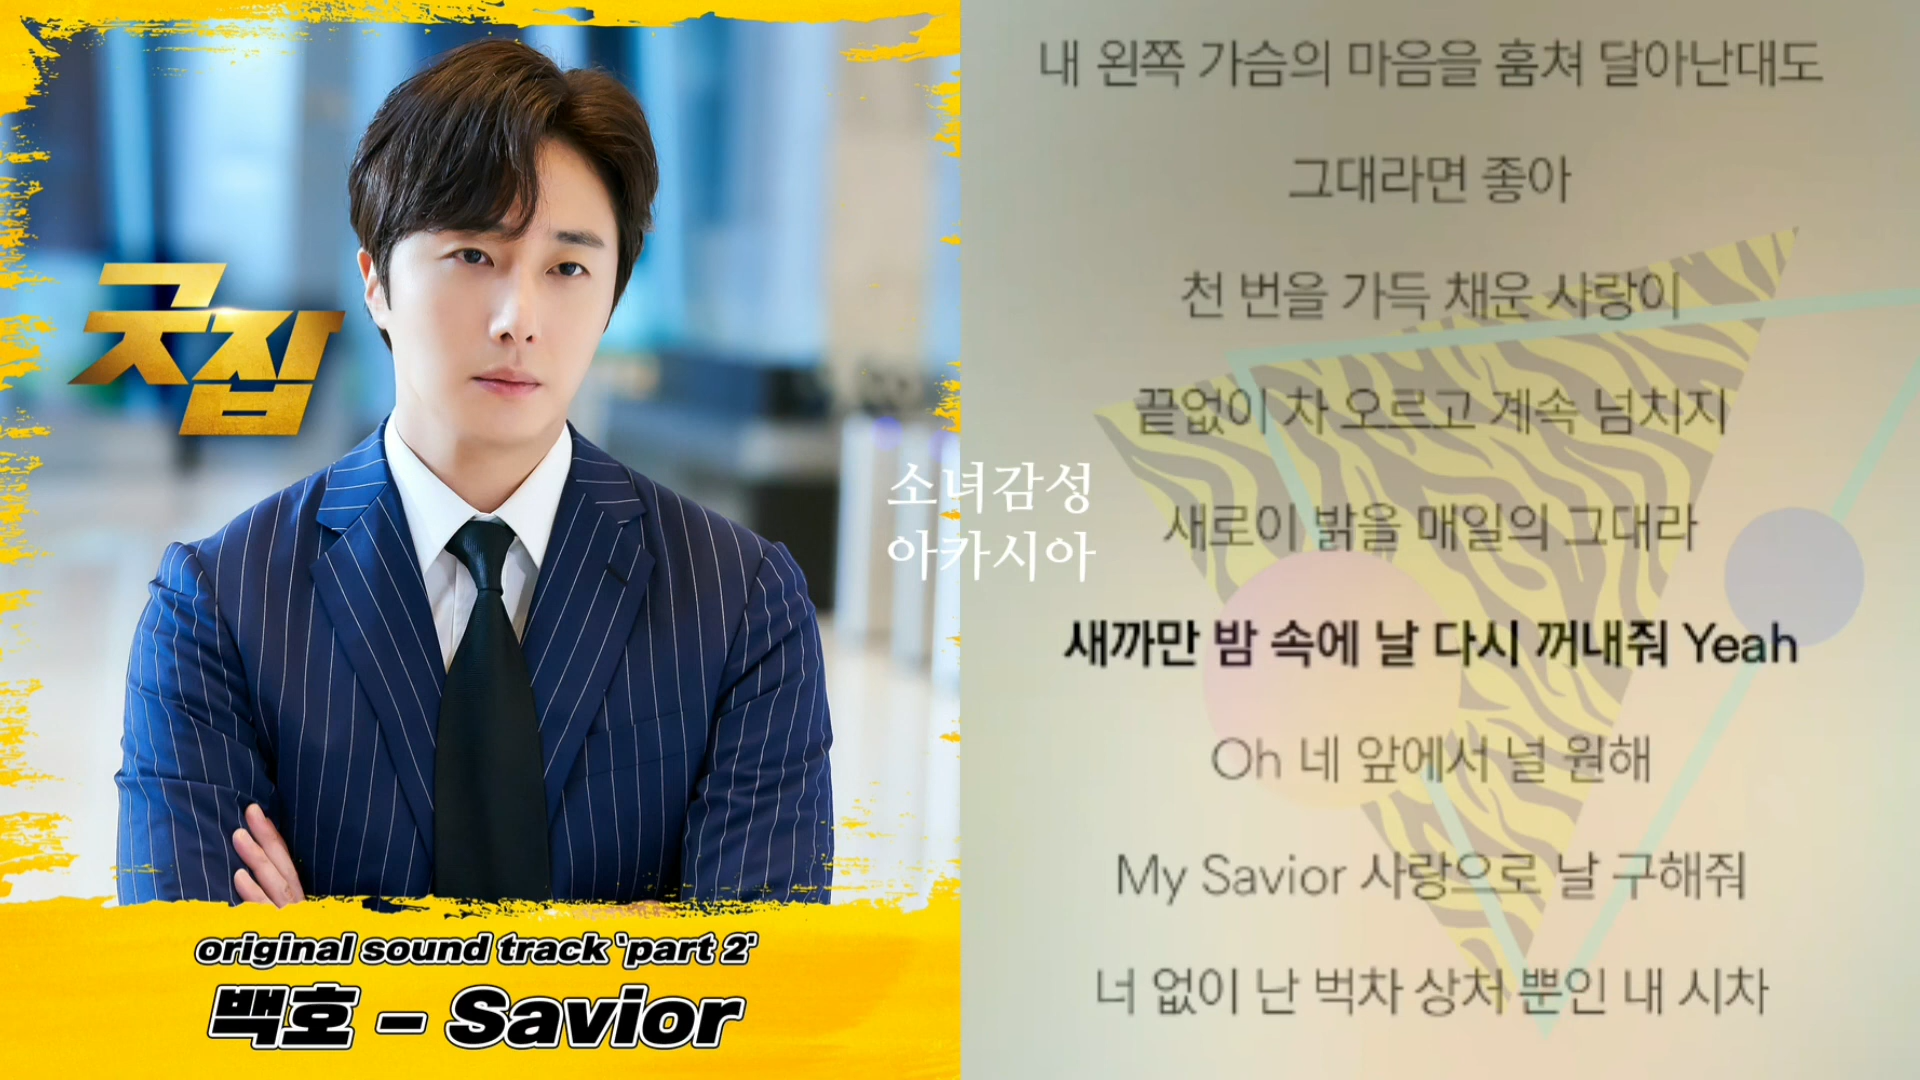 굿잡
original sound track 'part 2'
백호 - Savior
소녀감성
아카시아
내 왼쪽 가슴의 마음을 훔쳐 달아난대도
그대라면 좋아
천 번을 가득 채운 사랑이
끝없이 차 오르고 계속 넘치지
새로이 밝을 매일의 그대라
새까만 밤 속에 날 다시 꺼내줘 Yeah
Oh 네 앞에서 널 원해
My Savior 사랑으로 날 구해줘
너 없이 난 벅차 상처 뿐인 내 시차